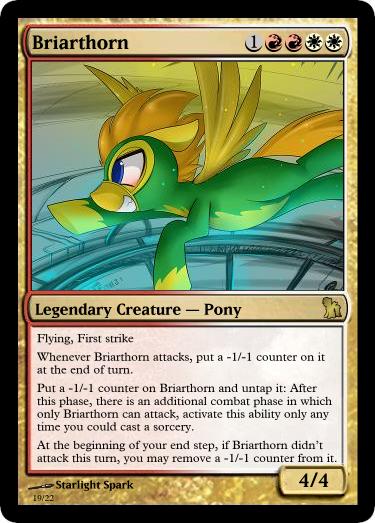 Briarthorn
1
Legendary Creature — Pony
Flying, First strike
Whenever Briarthorn attacks, put a -1/-1 counter on it
at the end of turn.
Put a -1/-1 counter on Briarthorn and untap it: After
this phase, there is an additional combat phase in which
only Briarthorn can attack, activate this ability only any
time you could cast a sorcery.
At the beginning of your end step, if Briarthorn didn't
attack this turn, you may remove a -1/-1 counter from it.
4/4
Starlight Spark
19/22